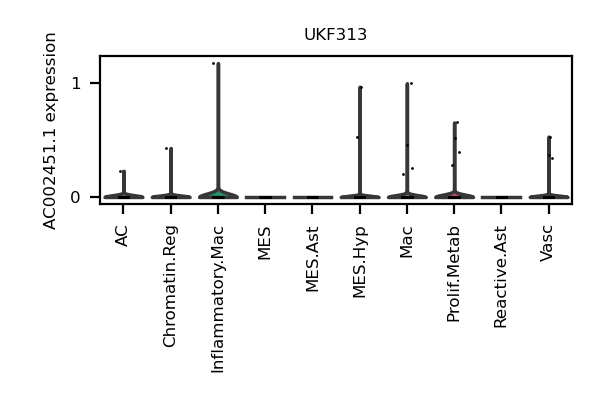 UKF313
AC002451.1 expression
1
0
AC
Chromatin.Reg
Inflammatory.Mac
MES
MES.Ast
MES.Hyp
Mac
Prolif.Metab
Reactive.Ast
Vasc